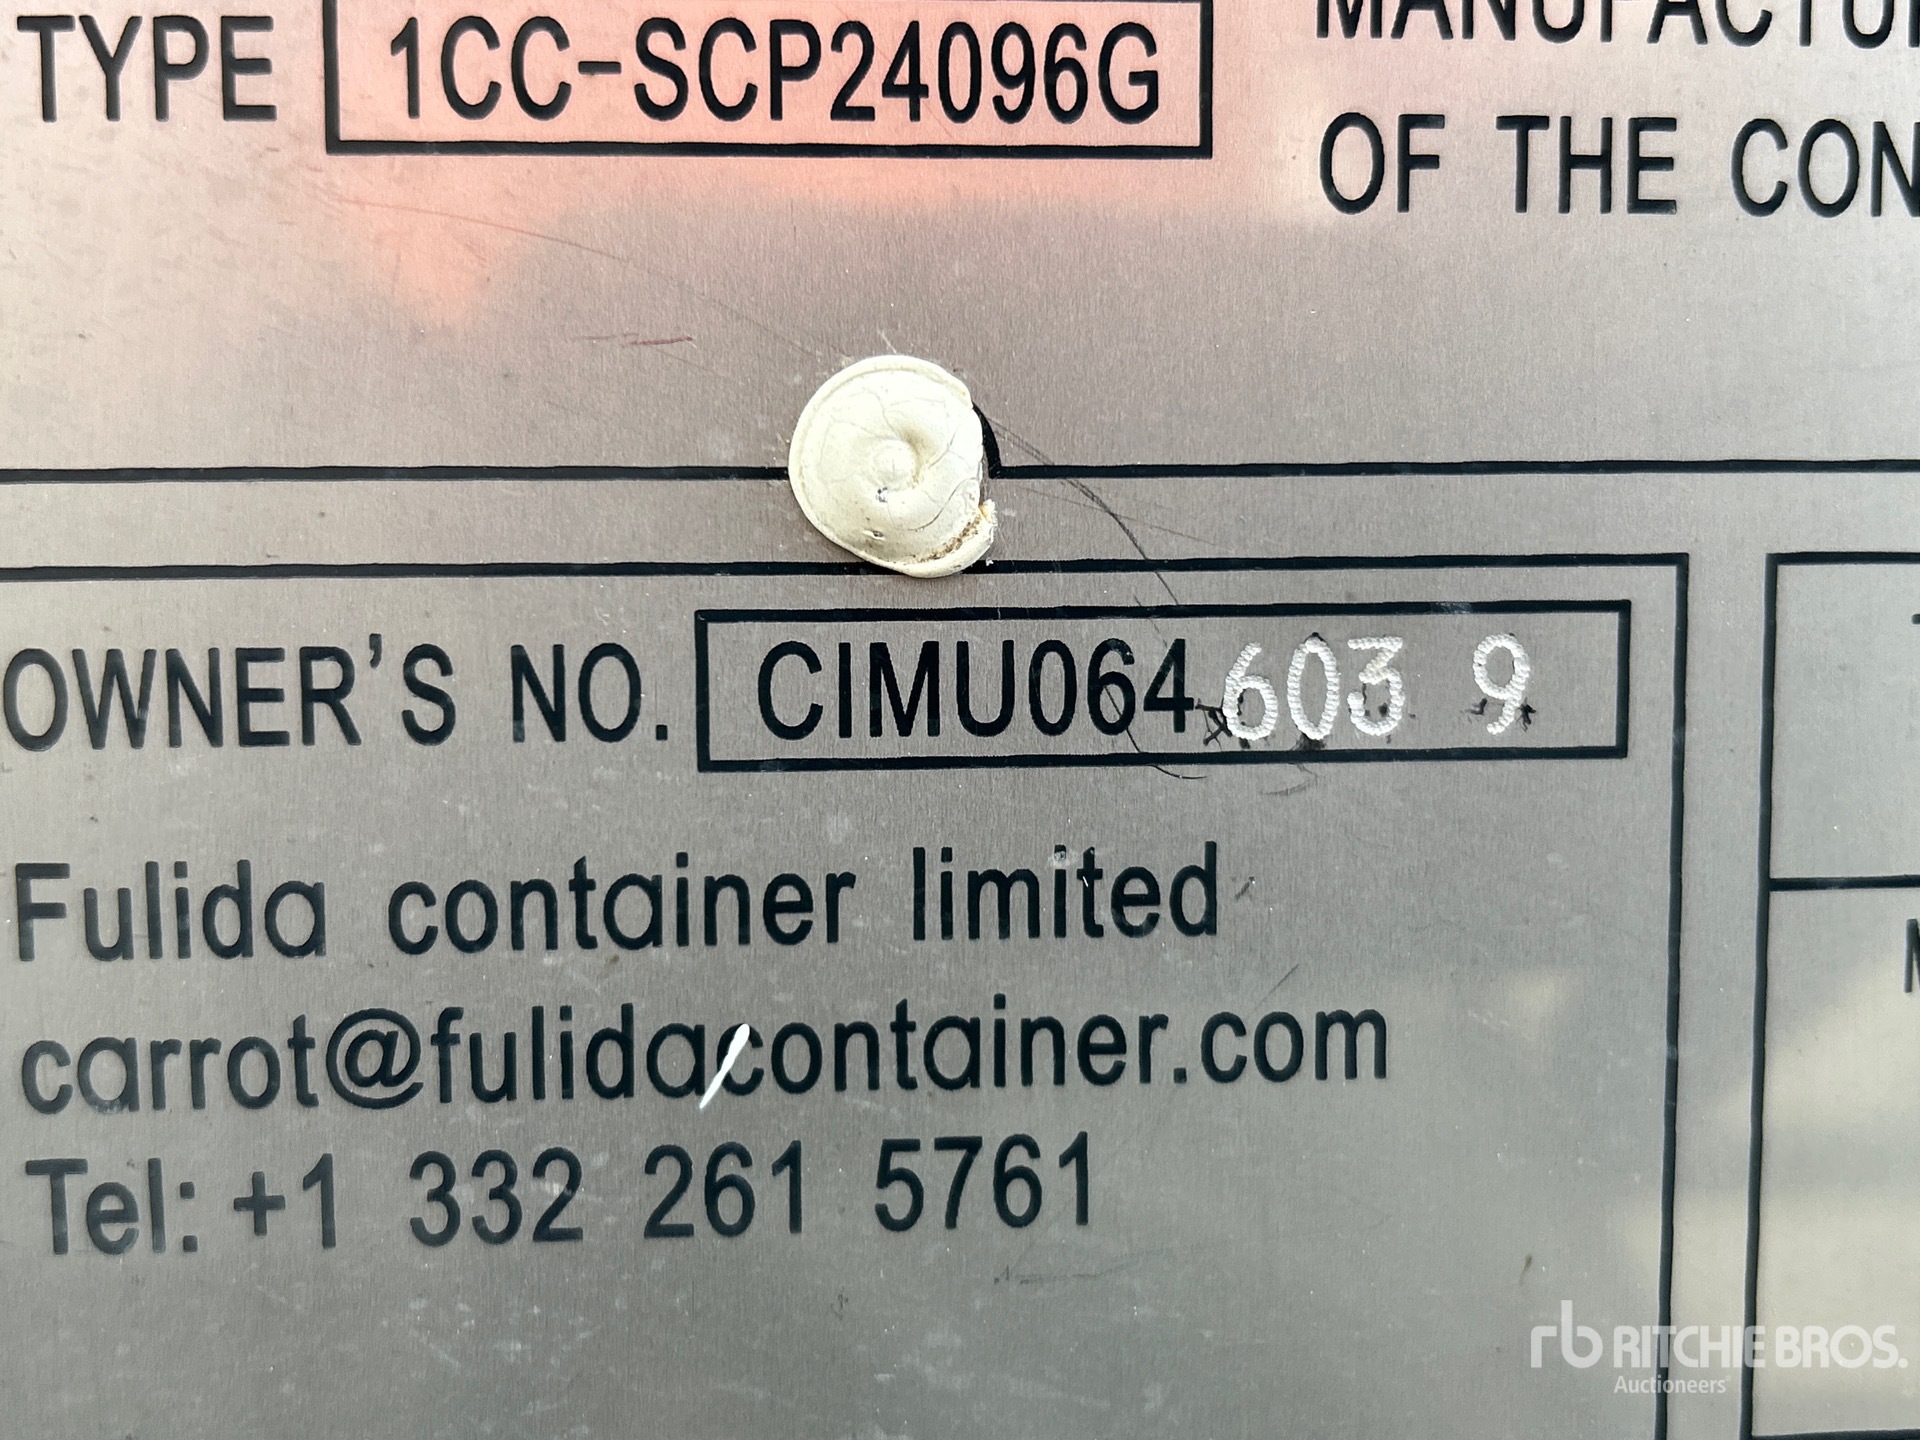 TYPE 1CC-SCP24096G
OF THE CON
OWNER'S NO. CIMU064 603 9
Fulida container limited
carrot@fulidacontainer.com
Tel: +1 332 261 5761
rb RITCHIE BROS.
Auctioneers